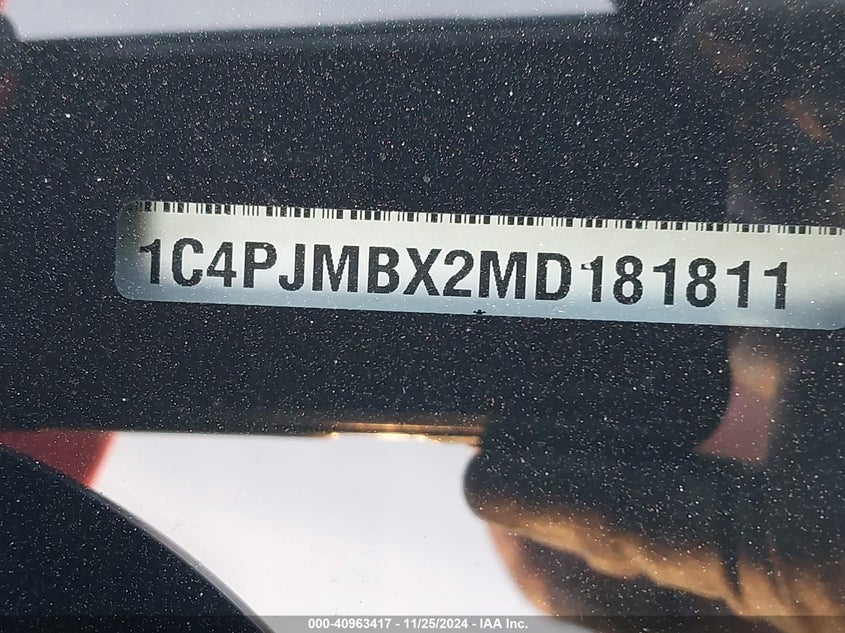 1C4PJMBX2MD181811
000-40963417 - 11/25/2024 - IAA Inc.